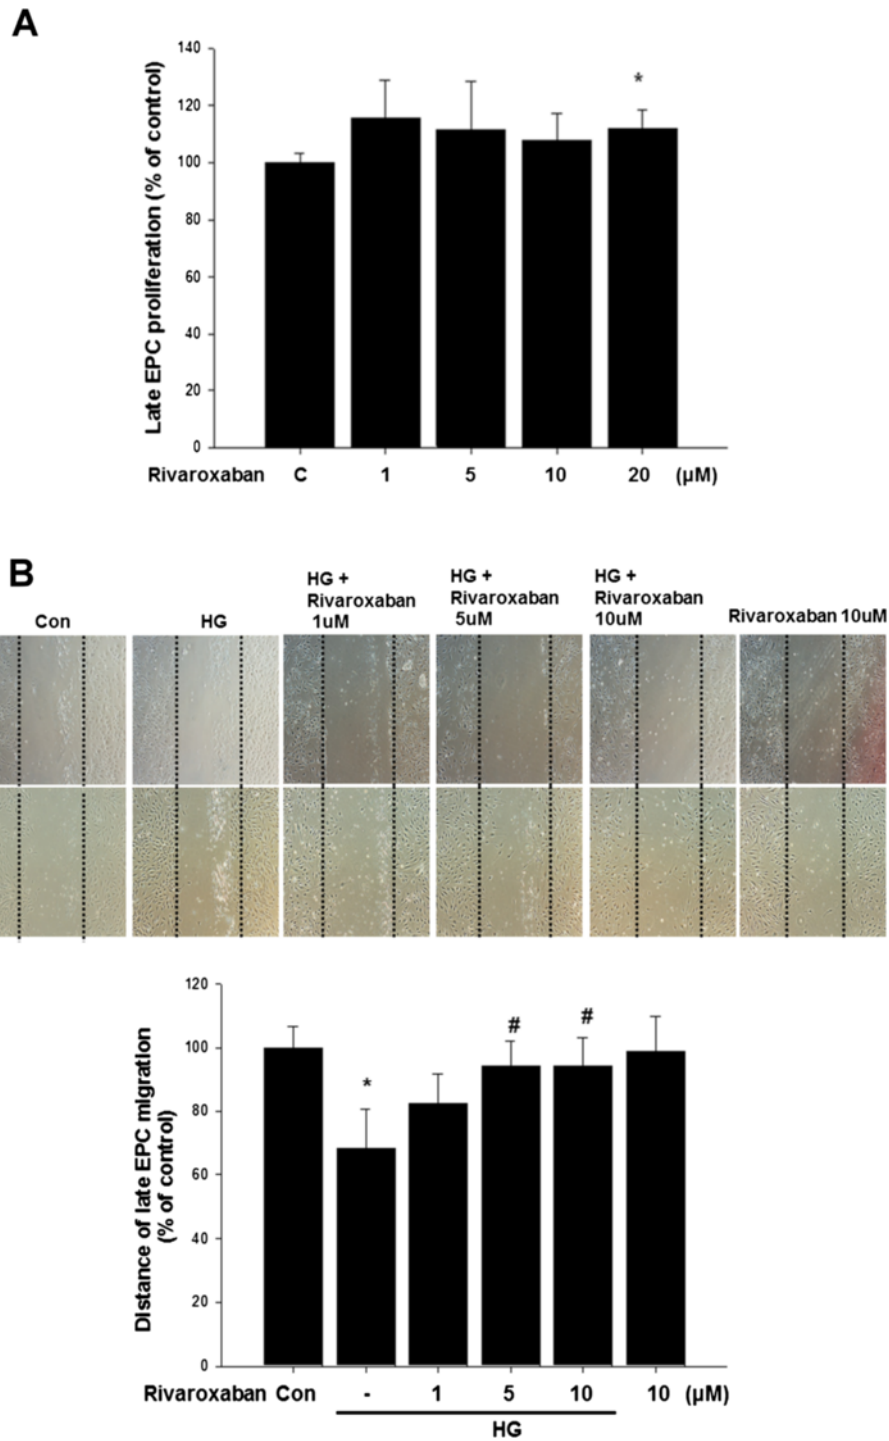 A
140
120
100
80
60
40
20
0
Late EPC proliferation (% of control)
*
Rivaroxaban C 1 5 10 20 (μM)
B
Con
HG
HG +
Rivaroxaban
1uM
HG +
Rivaroxaban
5uM
HG +
Rivaroxaban
10uM
Rivaroxaban 10uM
120
100
80
60
40
20
0
Distance of late EPC migration
(% of control)
*
#
#
Rivaroxaban Con - 1 5 10 10 (μM)
HG